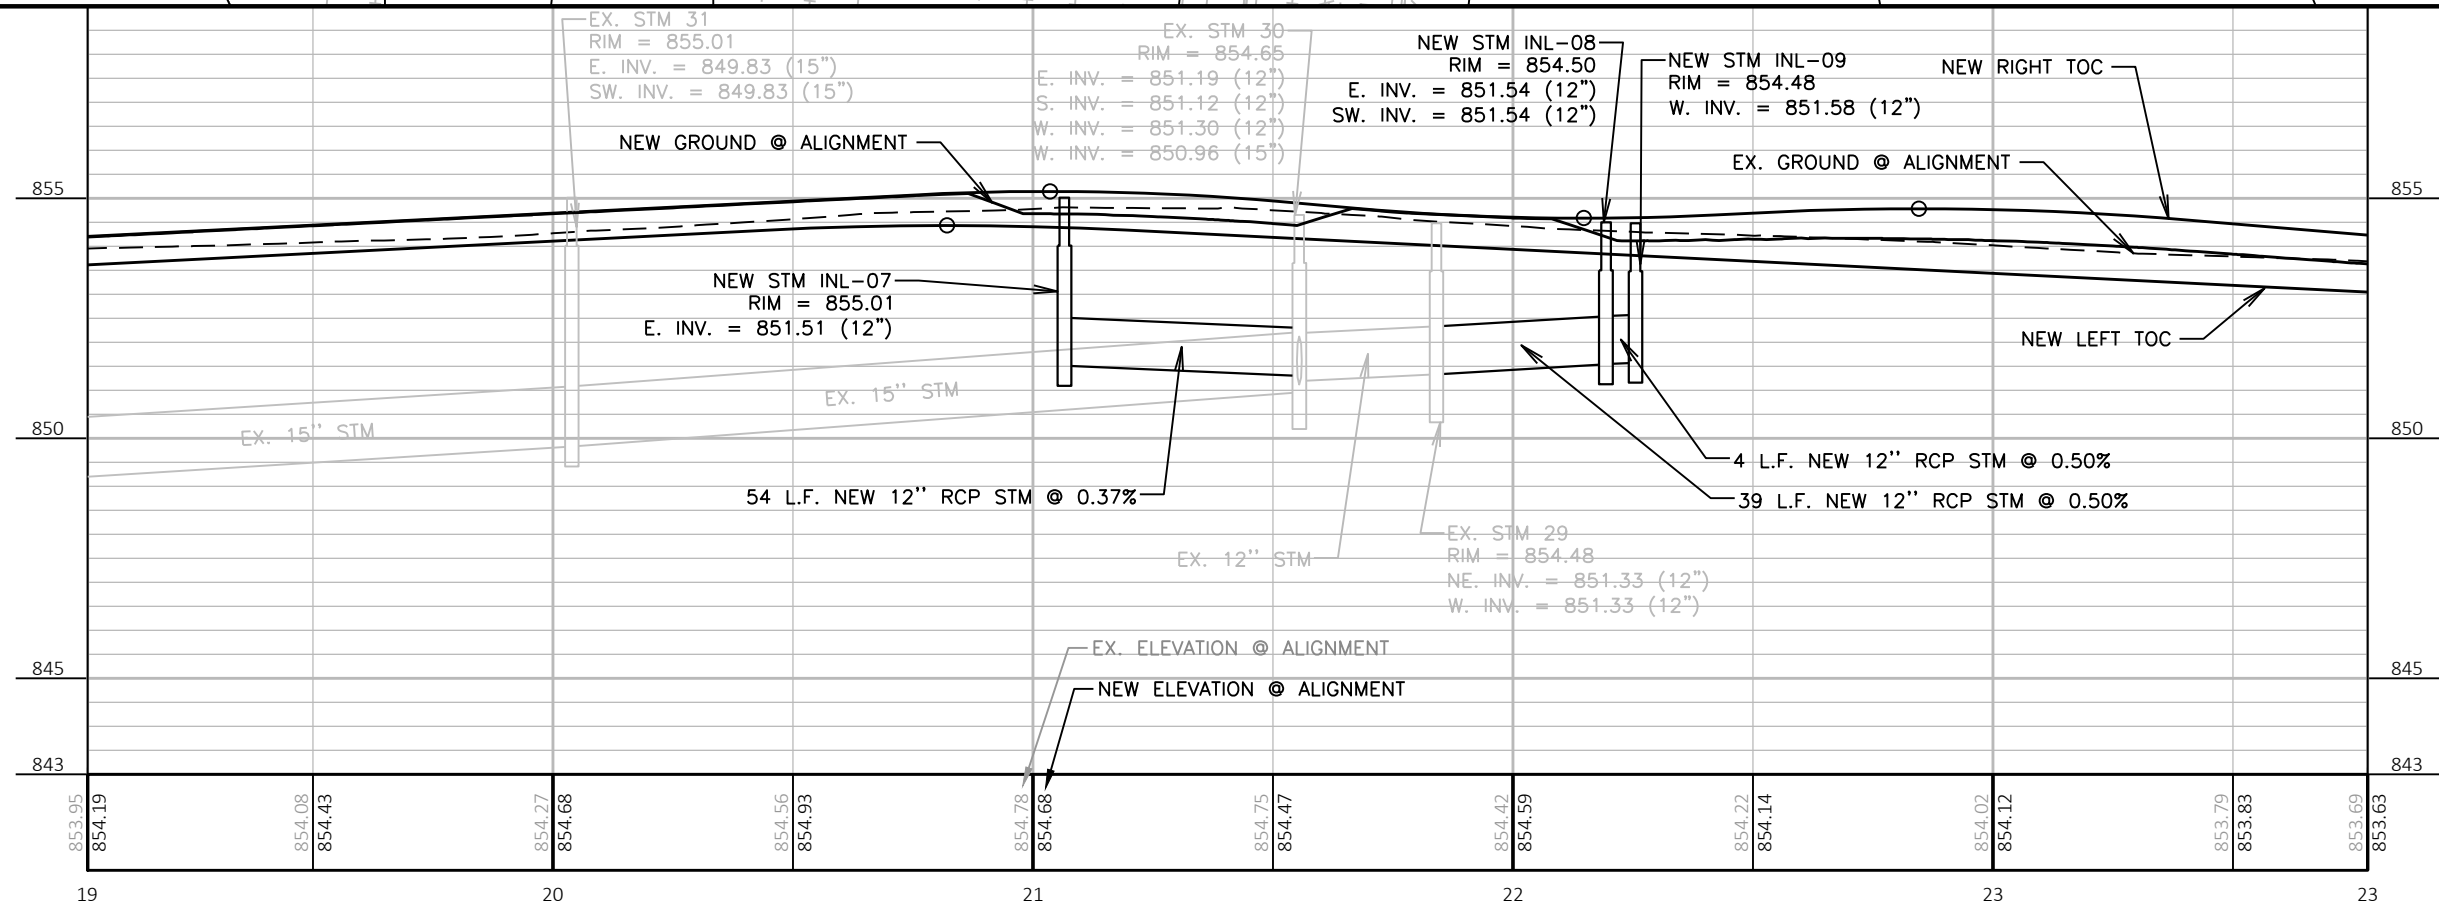 EX. STM 31
RIM = 855.01
E. INV. = 849.83 (15")
SW. INV. = 849.83 (15")
EX. STM 30
RIM = 854.65
E. INV. = 851.19 (12")
S. INV. = 851.12 (12")
W. INV. = 851.30 (12")
W. INV. = 850.96 (15")
NEW STM INL-08
RIM = 854.50
E. INV. = 851.54 (12")
SW. INV. = 851.54 (12")
NEW STM INL-09
RIM = 854.48
W. INV. = 851.58 (12")
NEW RIGHT TOC
NEW GROUND @ ALIGNMENT
EX. GROUND @ ALIGNMENT
855
855
NEW STM INL-07
RIM = 855.01
E. INV. = 851.51 (12")
NEW LEFT TOC
EX. 15'' STM
EX. 15'' STM
850
850
4 L.F. NEW 12'' RCP STM @ 0.50%
54 L.F. NEW 12'' RCP STM @ 0.37%
39 L.F. NEW 12'' RCP STM @ 0.50%
EX. 12'' STM
EX. STM 29
RIM = 854.48
NE. INV. = 851.33 (12")
W. INV. = 851.33 (12")
EX. ELEVATION @ ALIGNMENT
NEW ELEVATION @ ALIGNMENT
845
845
843
843
853.95
854.19
854.08
854.43
854.27
854.68
854.56
854.93
854.78
854.68
854.75
854.47
854.42
854.59
854.22
854.14
854.02
854.12
853.79
853.83
853.69
853.63
19
20
21
22
23
23